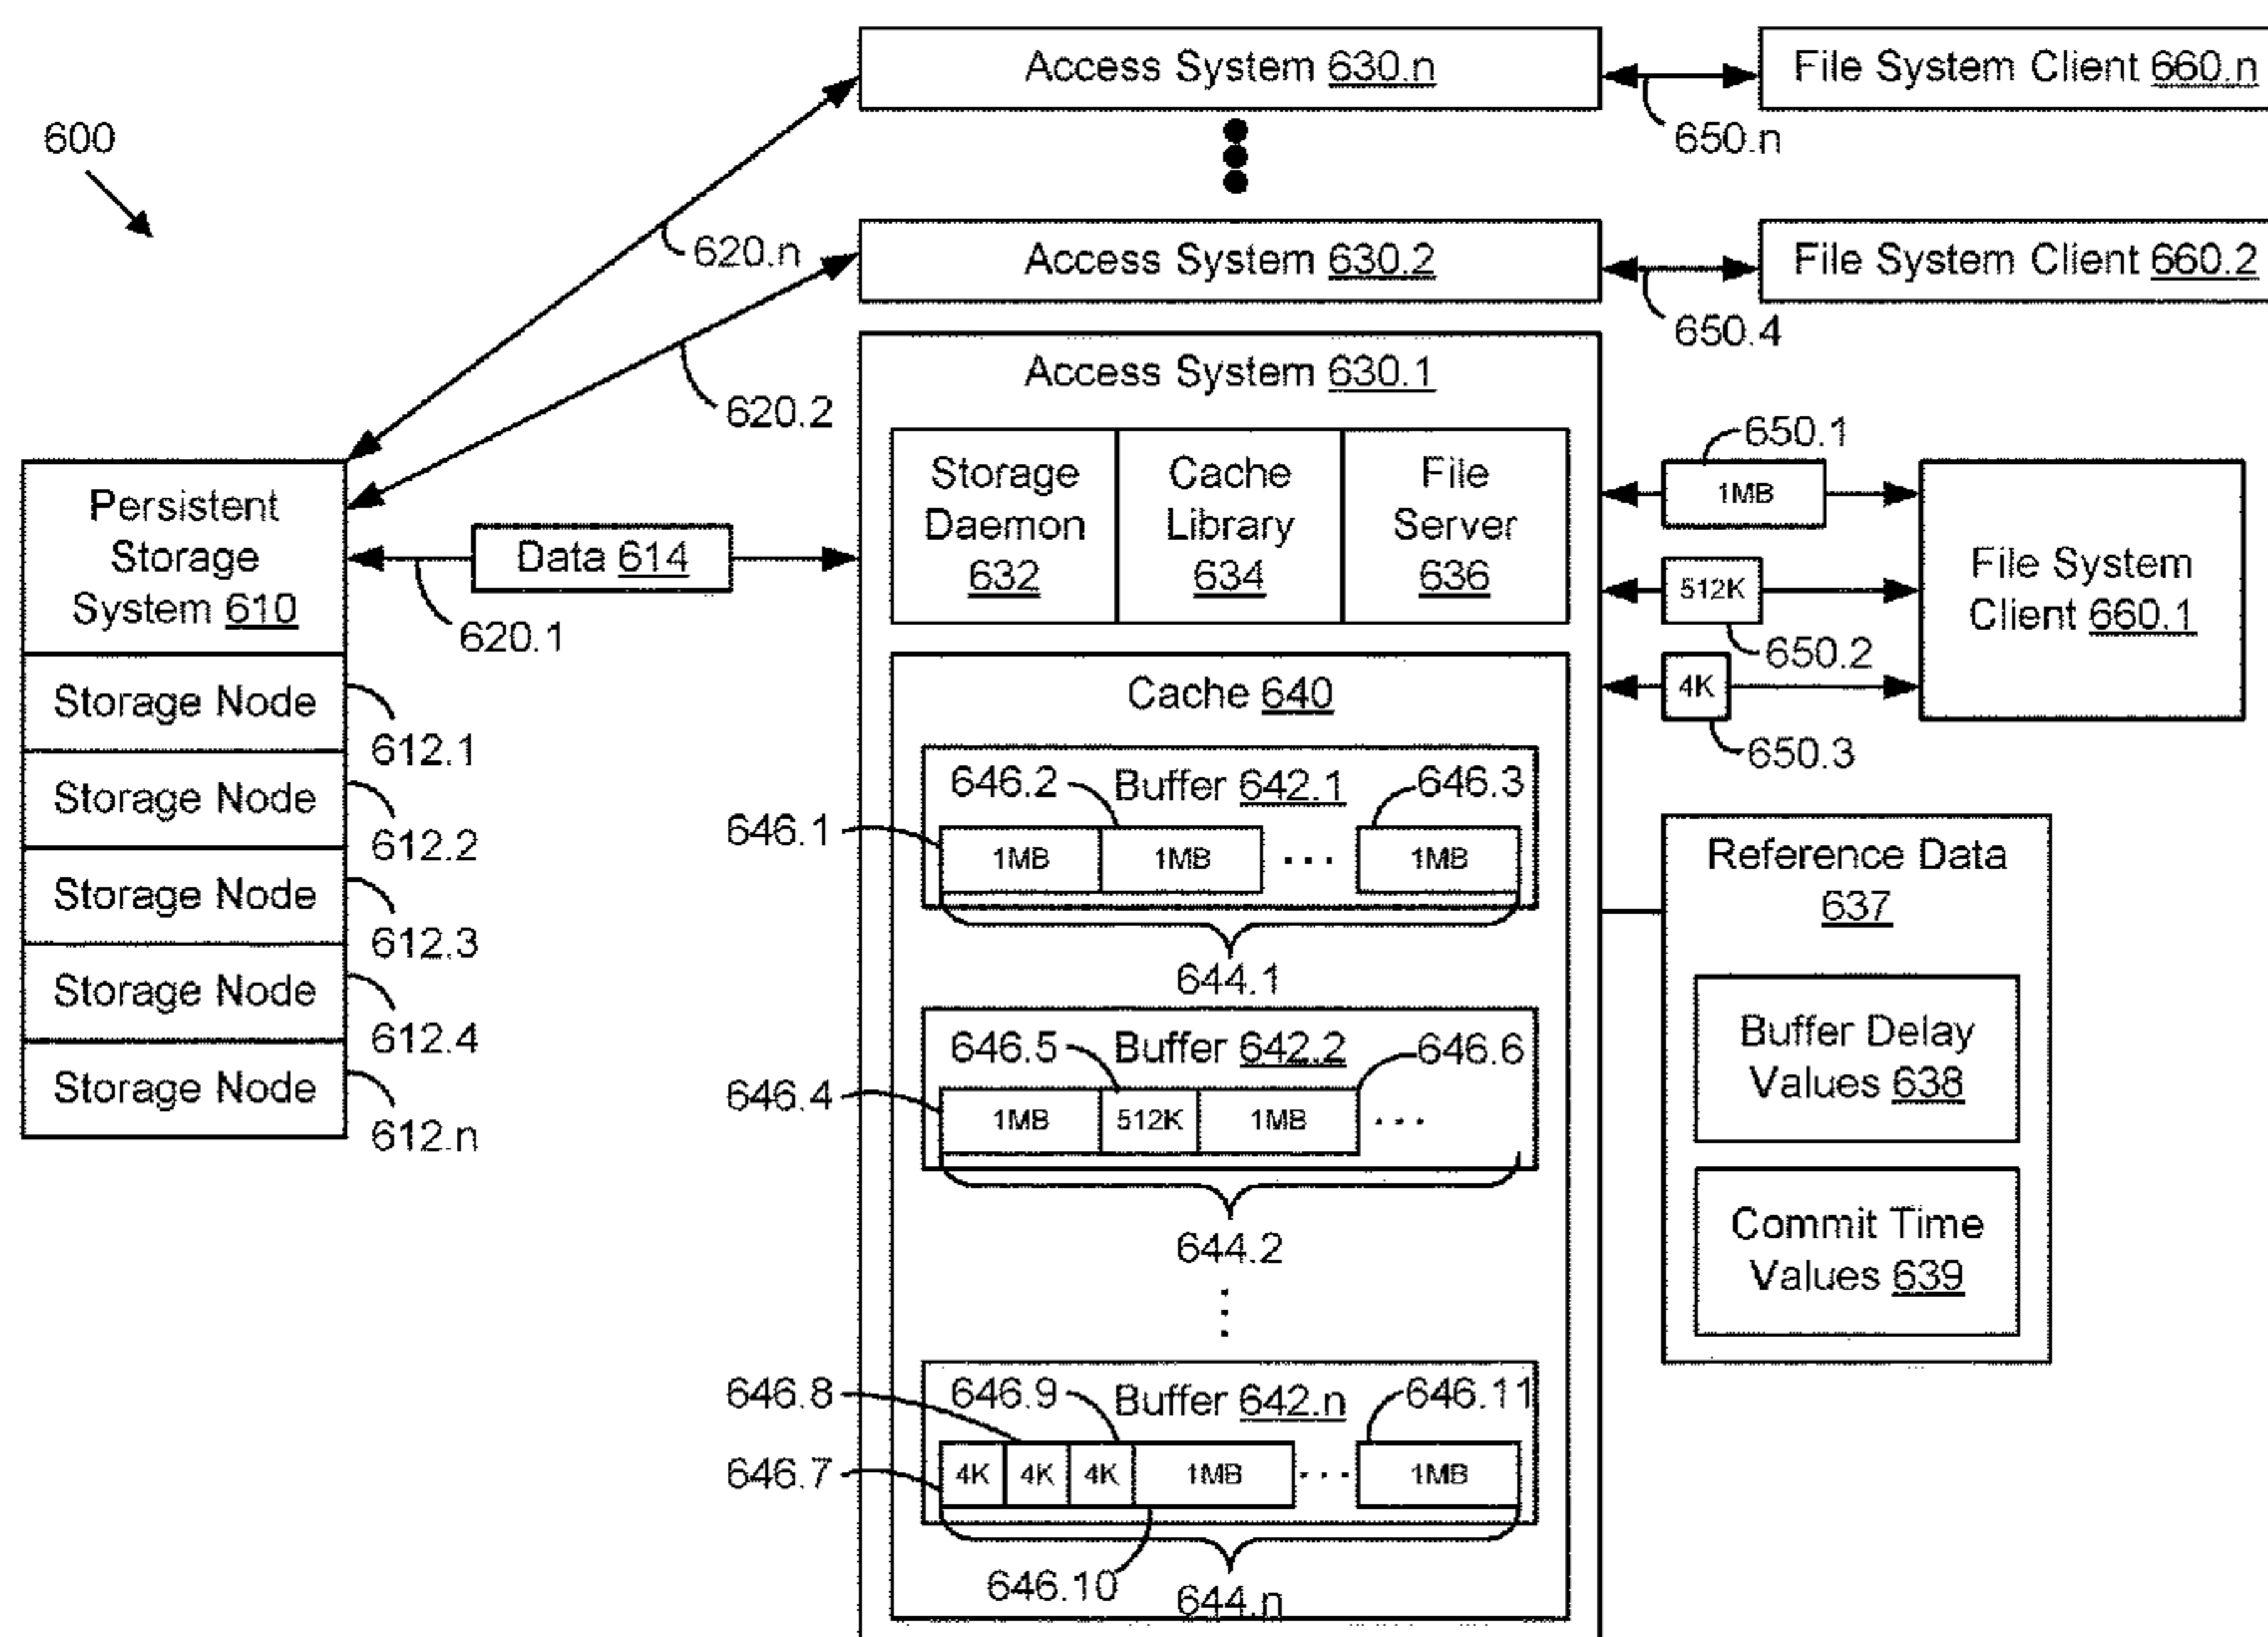 Access System 630.n
File System Client 660.n
650.n
600
620.n
Access System 630.2
File System Client 660.2
650.4
620.2
Access System 630.1
Storage
Daemon
632
Cache
Library
634
File
Server
636
650.1
1MB
512K
650.2
4K
650.3
File System
Client 660.1
Persistent
Storage
System 610
Data 614
620.1
Storage Node
612.1
Storage Node
612.2
Storage Node
612.3
Storage Node
612.4
Storage Node
612.n
Cache 640
646.2
Buffer 642.1
646.3
646.1
1MB
1MB
...
1MB
644.1
646.5
Buffer 642.2
646.6
646.4
1MB
512K
1MB
...
644.2
646.8
646.9
Buffer 642.n
646.11
646.7
4K
4K
4K
1MB
...
1MB
646.10
644.n
Reference Data
637
Buffer Delay
Values 638
Commit Time
Values 639